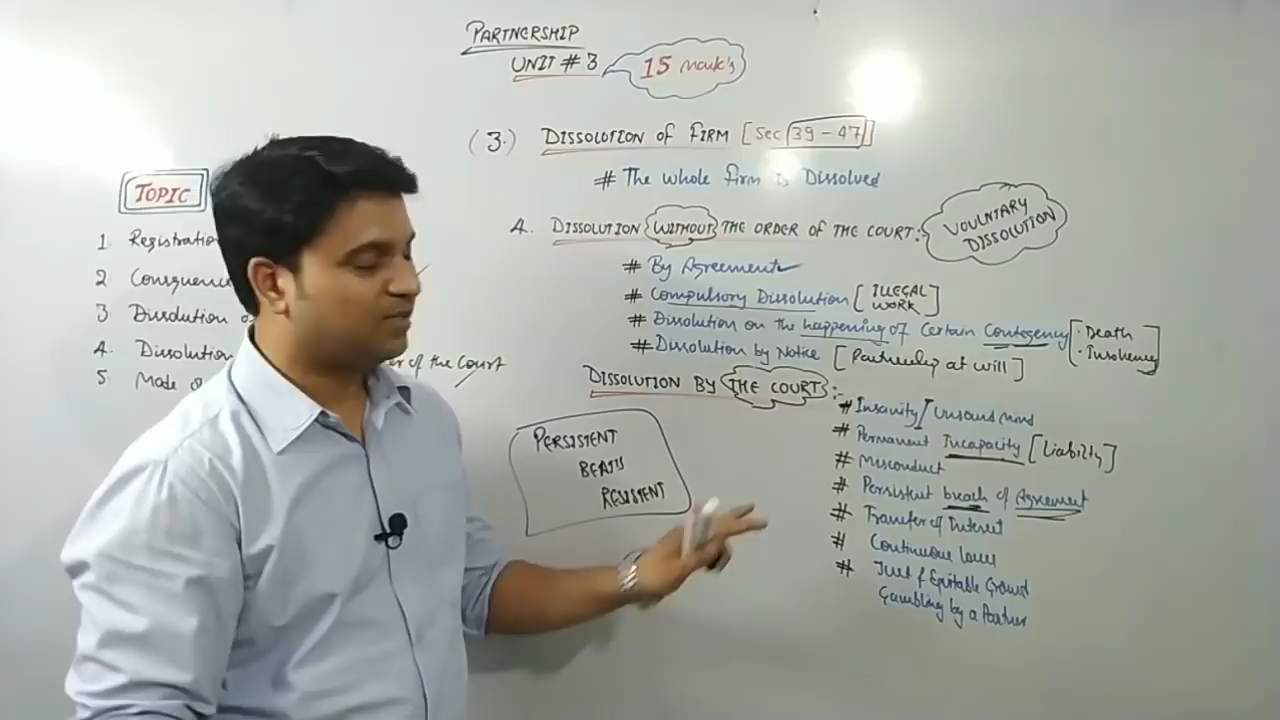 PARTNERSHIP
UNIT # 3
15 Mark's
(3.) DISSOLUTION of FIRM [Sec 39-47]
# The whole firm is Dissolved
TOPIC
1. Registration
2 Consequenc
3 Dissolution o
4. Dissolution er of the Court
5 Mode o
A. DISSOLUTION WITHOUT THE ORDER OF THE COURT:
VOLUNTARY DISSOLUTION
# By Agreement
# Compulsory Dissolution [ILLEGAL WORK]
# Dissolution on the happening of Certain Contegency [. Death . Insolvency]
# Dissolution by Notice [Partnership at will]
DISSOLUTION BY THE COURT :-
# Insanity/Unsound mind
# Permanent Incapacity [Liability]
# Misconduct
# Persistent breach of Agreement
# Transfer of Interest
# Continuous loses
# Just & Equitable Ground
Gambling by a Partner
PERSISTENT
BEATS
RESISTENT